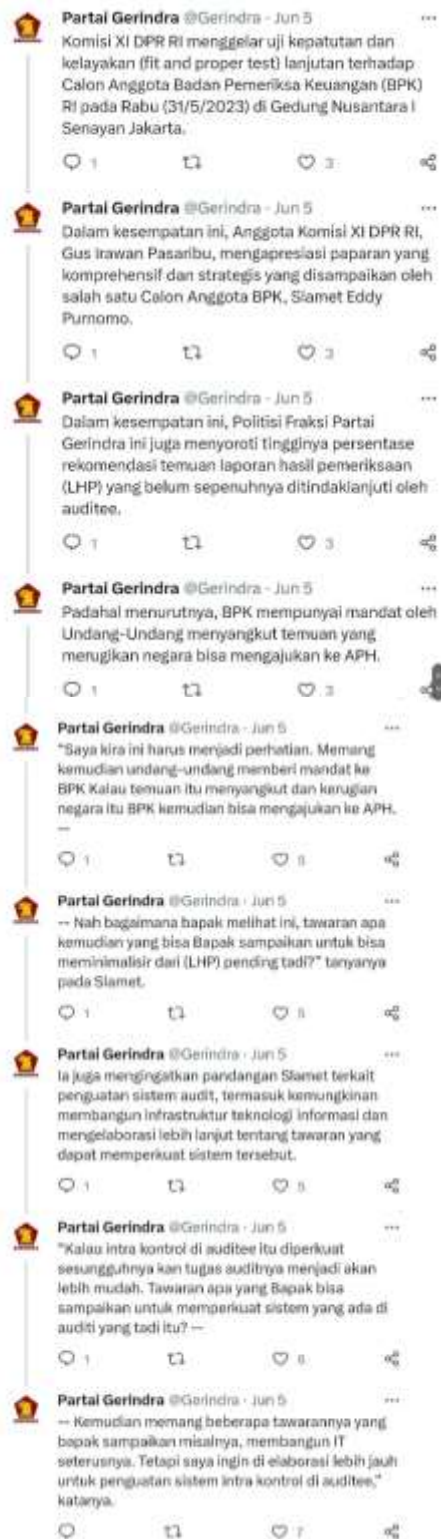 Partai Gerindra @Gerindra · Jun 5
Komisi XI DPR RI menggelar uji kepatutan dan
kelayakan (fit and proper test) lanjutan terhadap
Calon Anggota Badan Pemeriksa Keuangan (BPK)
RI pada Rabu (31/5/2023) di Gedung Nusantara I
Senayan Jakarta.
1 3
Partai Gerindra @Gerindra · Jun 5
Dalam kesempatan ini, Anggota Komisi XI DPR RI,
Gus Irawan Pasaribu, mengapresiasi paparan yang
komprehensif dan strategis yang disampaikan oleh
salah satu Calon Anggota BPK, Slamet Eddy
Purnomo.
1 3
Partai Gerindra @Gerindra · Jun 5
Dalam kesempatan ini, Politisi Fraksi Partai
Gerindra ini juga menyoroti tingginya persentase
rekomendasi temuan laporan hasil pemeriksaan
(LHP) yang belum sepenuhnya ditindaklanjuti oleh
auditee.
1 3
Partai Gerindra @Gerindra · Jun 5
Padahal menurutnya, BPK mempunyai mandat oleh
Undang-Undang menyangkut temuan yang
merugikan negara bisa mengajukan ke APH.
1 3
Partai Gerindra @Gerindra · Jun 5
"Saya kira ini harus menjadi perhatian. Memang
kemudian undang-undang memberi mandat ke
BPK Kalau temuan itu menyangkut dan kerugian
negara itu BPK kemudian bisa mengajukan ke APH.
--
1 5
Partai Gerindra @Gerindra · Jun 5
-- Nah bagaimana bapak melihat ini, tawaran apa
kemudian yang bisa Bapak sampaikan untuk bisa
meminimalisir dari (LHP) pending tadi?" tanyanya
pada Slamet.
1 5
Partai Gerindra @Gerindra · Jun 5
Ia juga mengingatkan pandangan Slamet terkait
penguatan sistem audit, termasuk kemungkinan
membangun infrastruktur teknologi informasi dan
mengelaborasi lebih lanjut tentang tawaran yang
dapat memperkuat sistem tersebut.
1 5
Partai Gerindra @Gerindra · Jun 5
"Kalau intra kontrol di auditee itu diperkuat
sesungguhnya kan tugas auditnya menjadi akan
lebih mudah. Tawaran apa yang Bapak bisa
sampaikan untuk memperkuat sistem yang ada di
auditi yang tadi itu? --
1 6
Partai Gerindra @Gerindra · Jun 5
-- Kemudian memang beberapa tawarannya yang
bapak sampaikan misalnya, membangun IT
seterusnya. Tetapi saya ingin di elaborasi lebih jauh
untuk penguatan sistem intra kontrol di auditee,"
katanya.
7